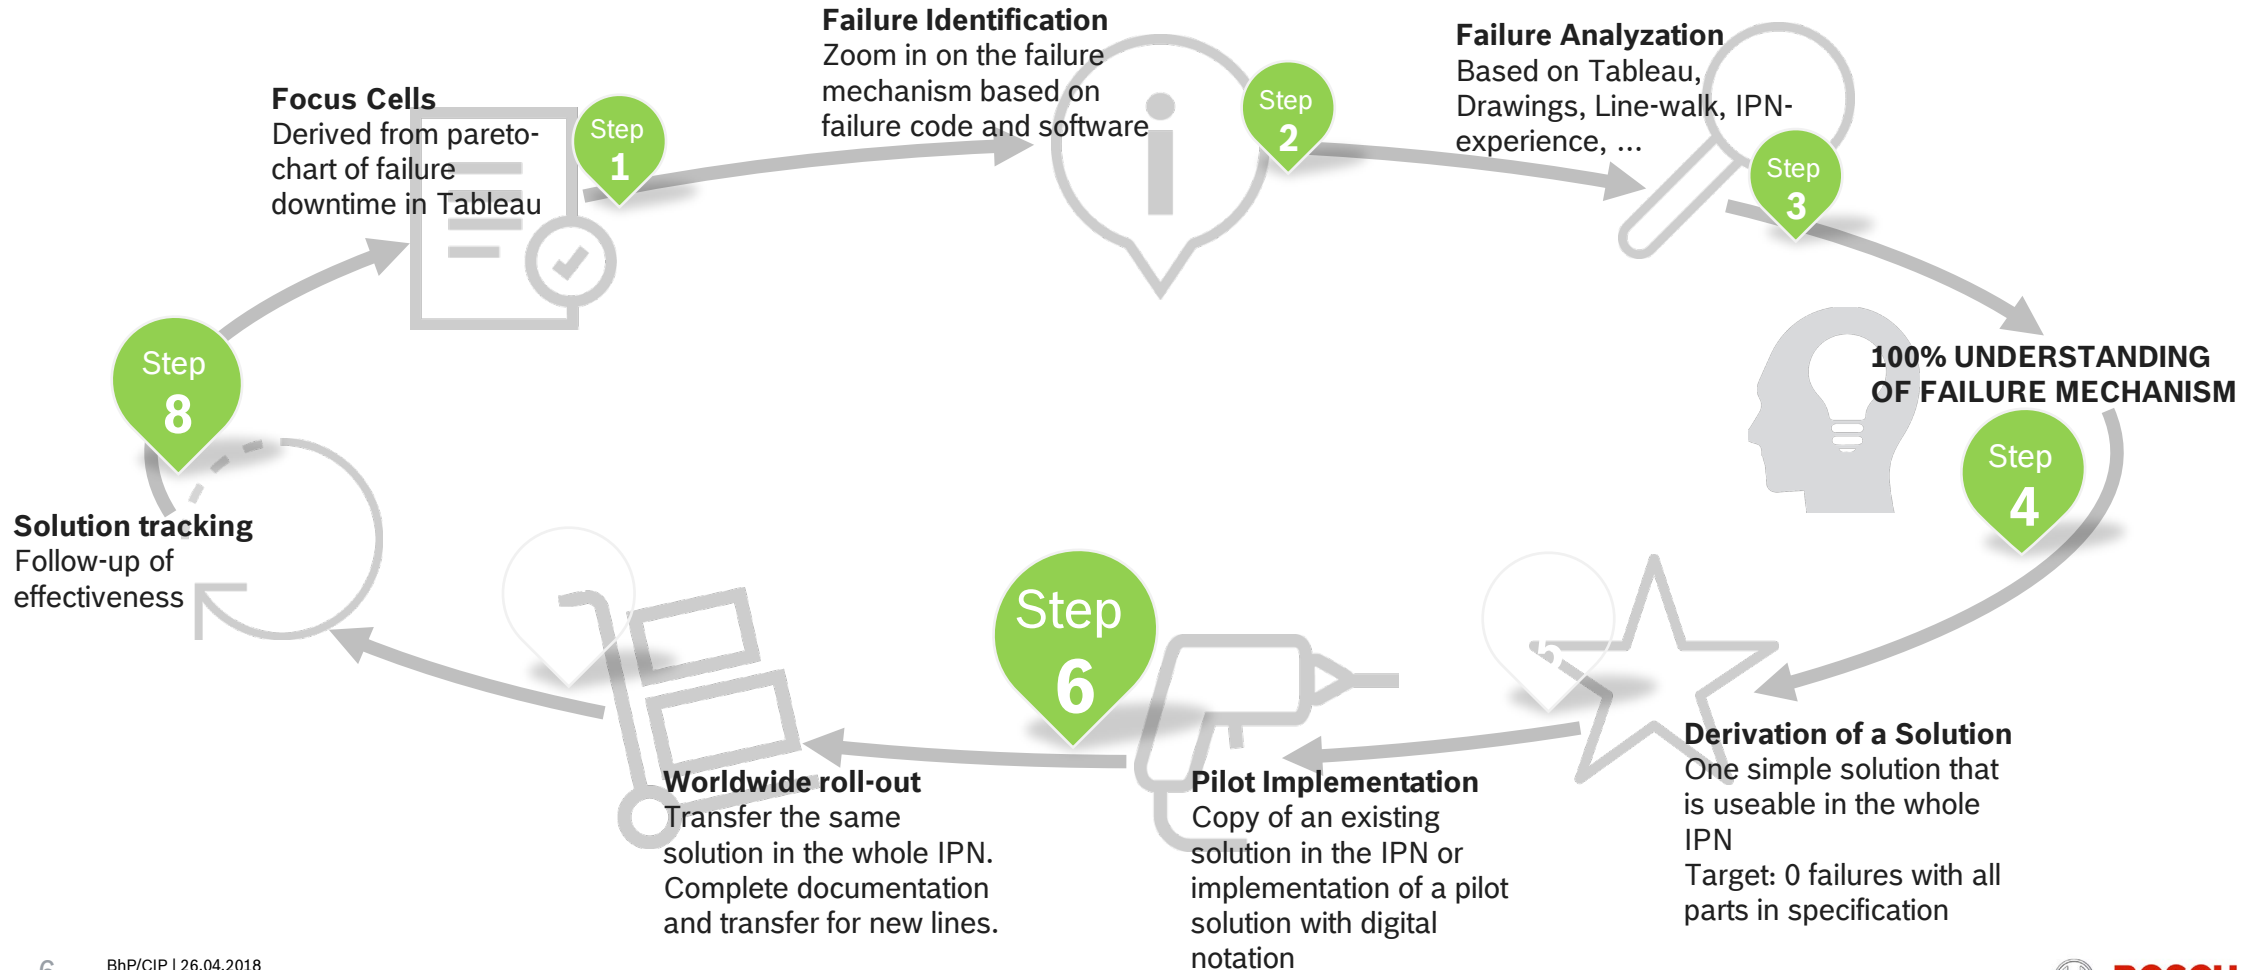 Focus Cells
Derived from pareto-
chart of failure
downtime in Tableau
Step
1
Failure Identification
Zoom in on the failure
mechanism based on
failure code and software
Step
2
Failure Analyzation
Based on Tableau,
Drawings, Line-walk, IPN-
experience, ...
Step
3
100% UNDERSTANDING
OF FAILURE MECHANISM
Step
4
5
Derivation of a Solution
One simple solution that
is useable in the whole
IPN
Target: 0 failures with all
parts in specification
Step
6
Pilot Implementation
Copy of an existing
solution in the IPN or
implementation of a pilot
solution with digital
notation
Worldwide roll-out
Transfer the same
solution in the whole IPN.
Complete documentation
and transfer for new lines.
Step
8
Solution tracking
Follow-up of
effectiveness
6
BhP/CIP | 26.04.2018
BOSCH